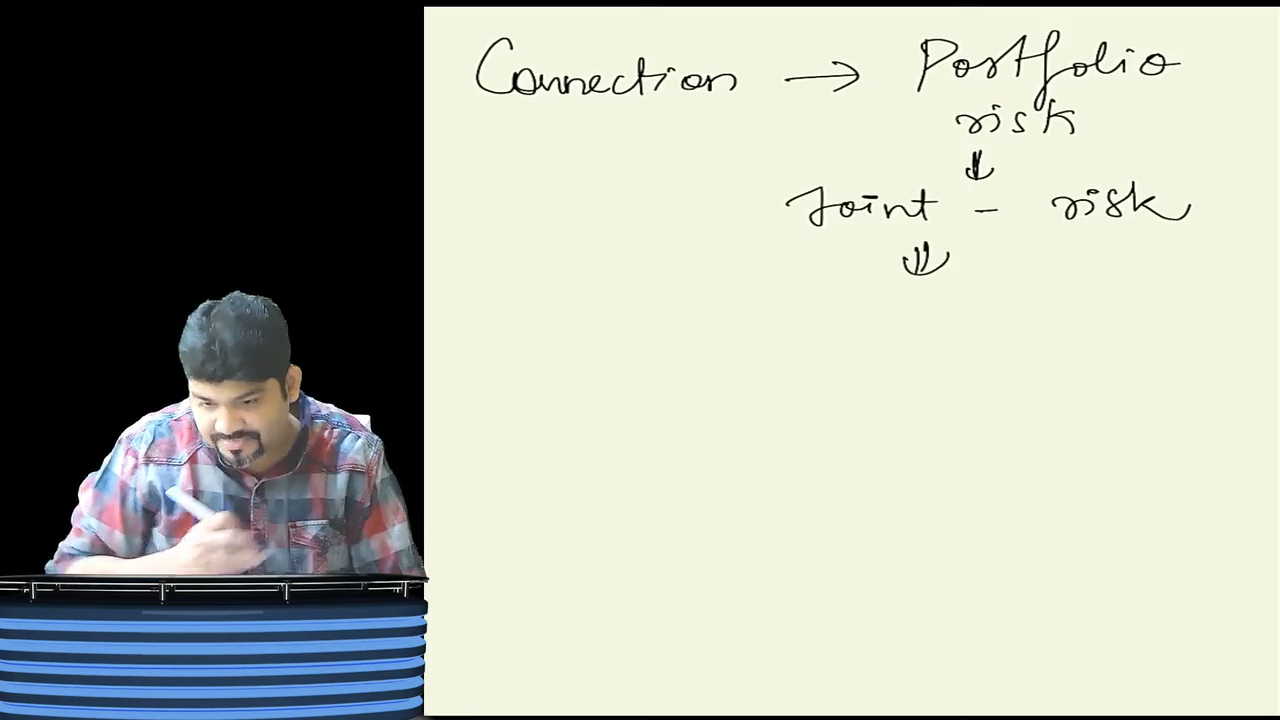 Connection → Portfolio
risk
↓
Joint - risk
⇓